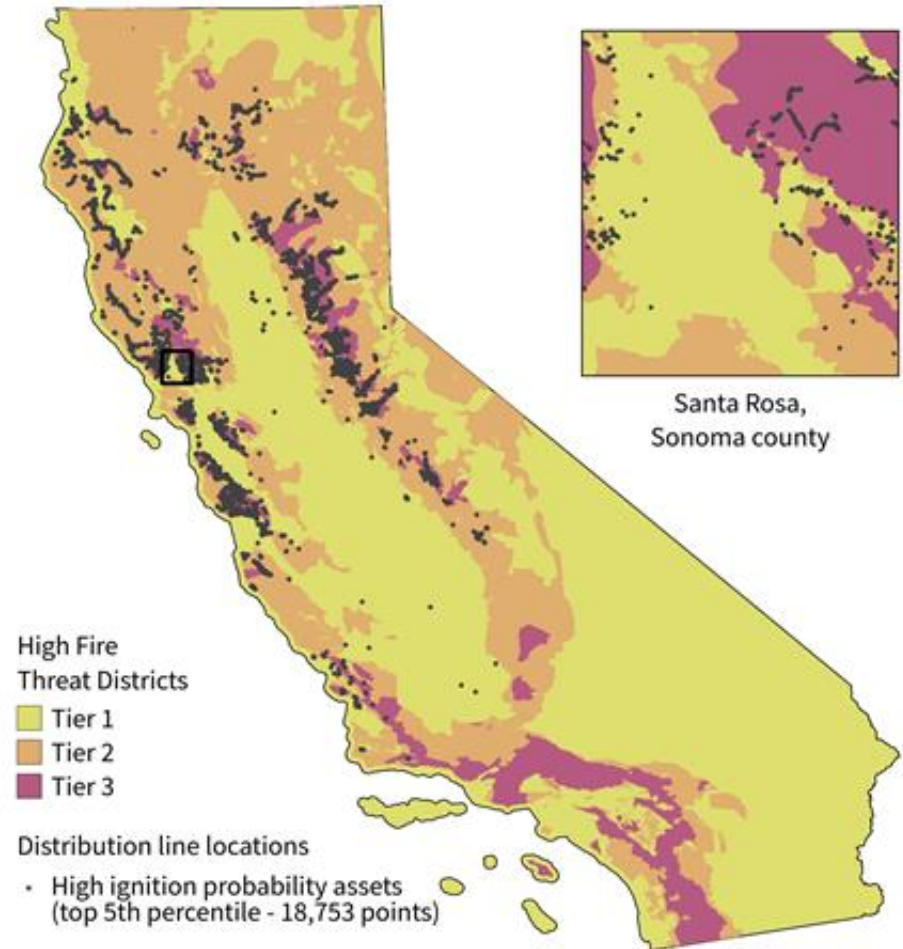 Santa Rosa,
Sonoma county
High Fire
Threat Districts
Tier 1
Tier 2
Tier 3
Distribution line locations
High ignition probability assets
(top 5th percentile - 18,753 points)